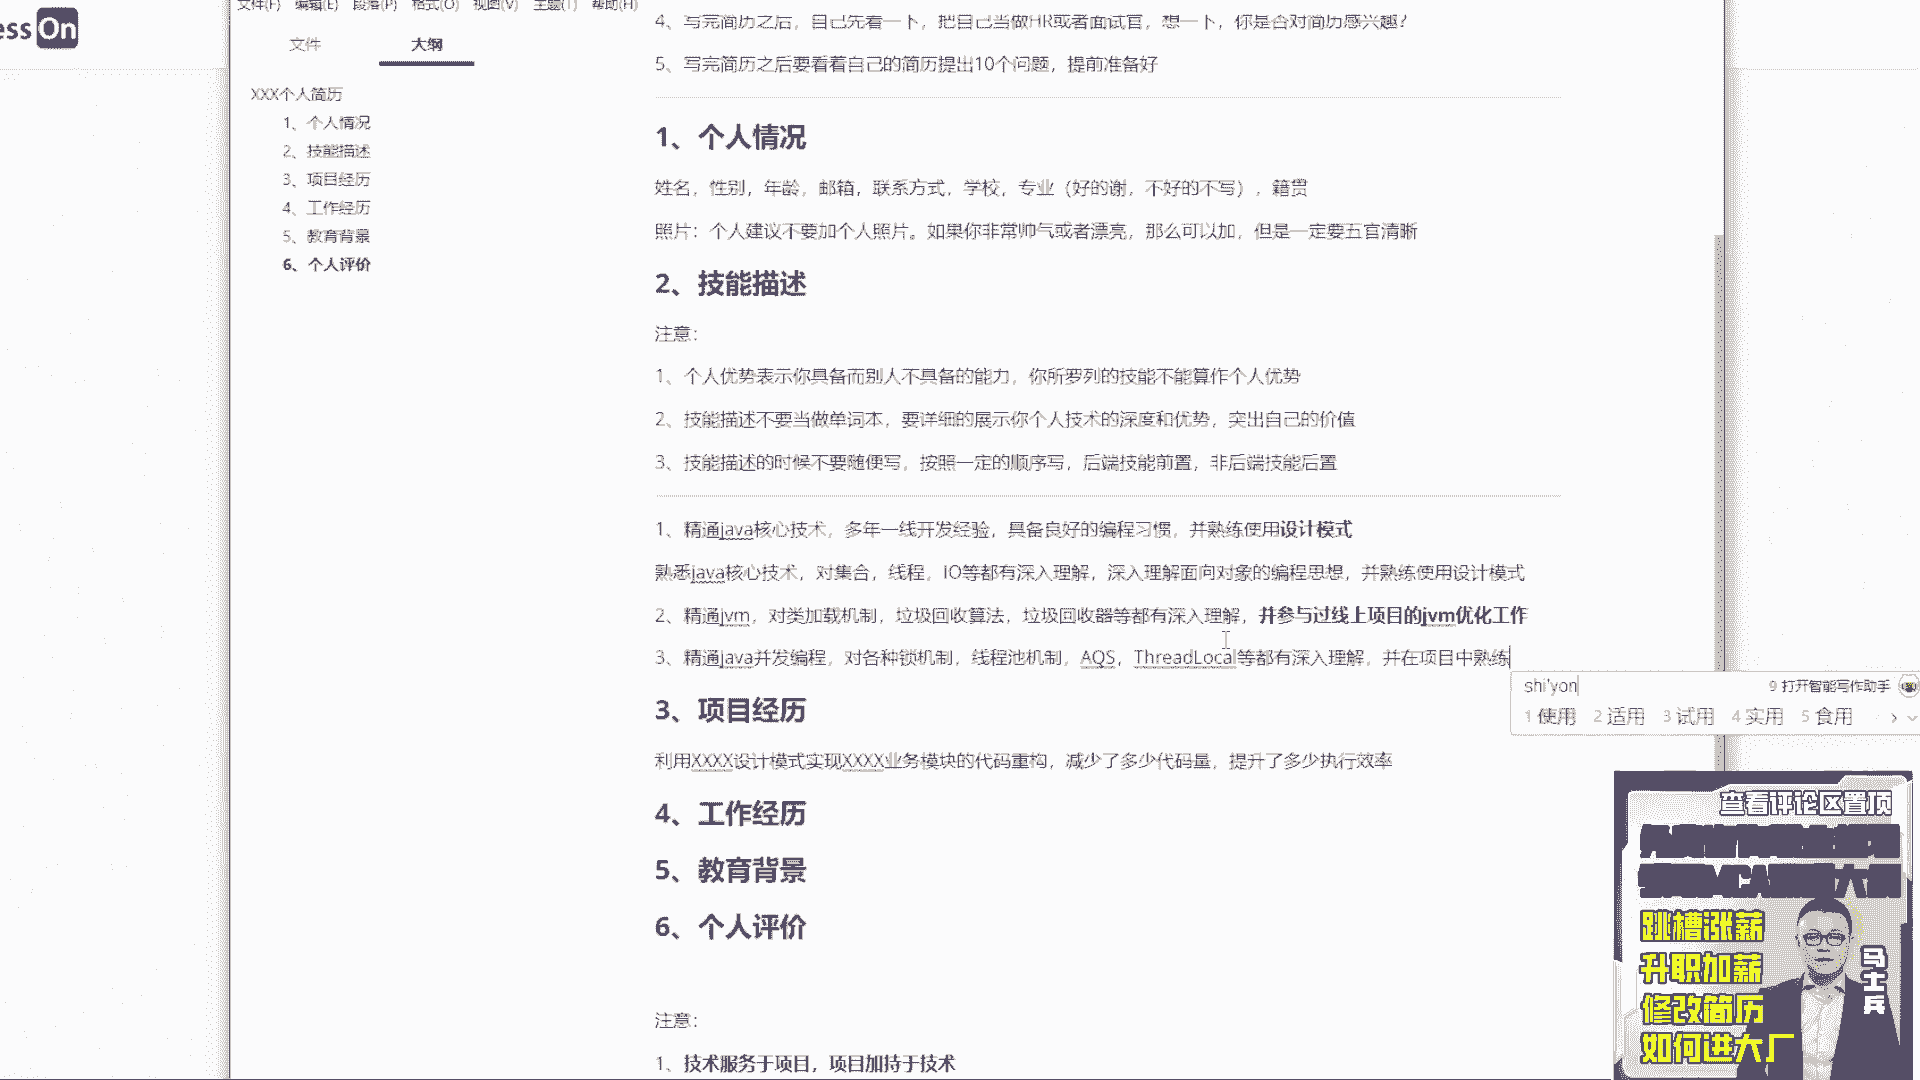 ess On
文件(F) 编辑(E) 段落(P) 格式(O) 视图(V) 主题(T) 帮助(H)
文件 大纲
XXX个人简历
1、个人情况
2、技能描述
3、项目经历
4、工作经历
5、教育背景
6、个人评价
4、写完简历之后，自己先看一下，把自己当做HR或者面试官，想一下，你是否对简历感兴趣？
5、写完简历之后要看着自己的简历提出10个问题，提前准备好
1、个人情况
姓名，性别，年龄，邮箱，联系方式，学校，专业（好的谢，不好的不写），籍贯
照片：个人建议不要加个人照片。如果你非常帅气或者漂亮，那么可以加，但是一定要五官清晰
2、技能描述
注意：
1、个人优势表示你具备而别人不具备的能力，你所罗列的技能不能算作个人优势
2、技能描述不要当做单词本，要详细的展示你个人技术的深度和优势，突出自己的价值
3、技能描述的时候不要随便写，按照一定的顺序写，后端技能前置，非后端技能后置
1、精通java核心技术，多年一线开发经验，具备良好的编程习惯，并熟练使用设计模式
熟悉java核心技术，对集合，线程，IO等都有深入理解，深入理解面向对象的编程思想，并熟练使用设计模式
2、精通jvm，对类加载机制，垃圾回收算法，垃圾回收器等都有深入理解，并参与过线上项目的jvm优化工作
3、精通java并发编程，对各种锁机制，线程池机制，AQS，ThreadLocal等都有深入理解，并在项目中熟练
shi'yon 9 打开智能写作助手
1 使用 2 适用 3 试用 4 实用 5 食用
3、项目经历
利用XXXX设计模式实现XXXX业务模块的代码重构，减少了多少代码量，提升了多少执行效率
4、工作经历
5、教育背景
6、个人评价
注意：
1、技术服务于项目，项目加持于技术
查看评论区置顶
跳槽涨薪
升职加薪
修改简历
如何进大厂
马士兵